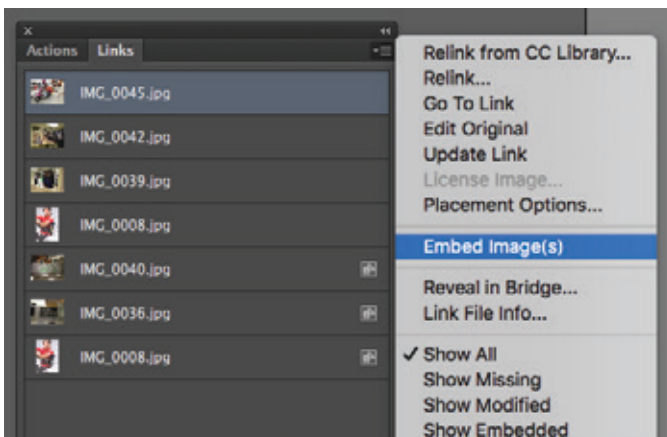 Actions Links
IMG_0045.jpg
IMG_0042.jpg
IMG_0039.jpg
IMG_0008.jpg
IMG_0040.jpg
IMG_0036.jpg
IMG_0008.jpg
Relink from CC Library...
Relink...
Go To Link
Edit Original
Update Link
License Image...
Placement Options...
Embed Image(s)
Reveal in Bridge...
Link File Info...
Show All
Show Missing
Show Modified
Show Embedded